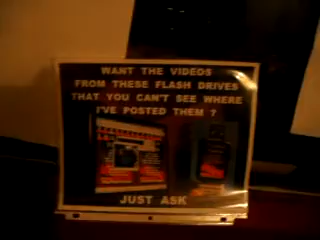 WANT THE VIDEOS
FROM THESE FLASH DRIVES
THAT YOU CAN'T SEE WHERE
I'VE POSTED THEM ?
JUST ASK